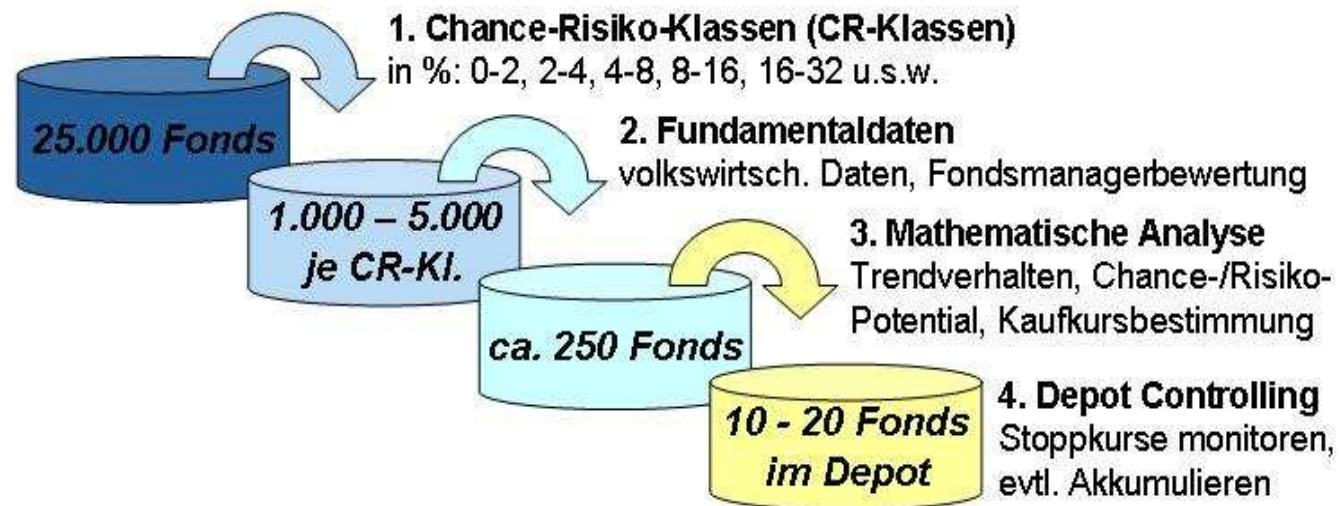 1. Chance-Risiko-Klassen (CR-Klassen)
in %: 0-2, 2-4, 4-8, 8-16, 16-32 u.s.w.
25.000 Fonds
2. Fundamentaldaten
volkswirtsch. Daten, Fondsmanagerbewertung
1.000 – 5.000
je CR-Kl.
3. Mathematische Analyse
Trendverhalten, Chance-/Risiko-
Potential, Kaufkursbestimmung
ca. 250 Fonds
4. Depot Controlling
Stoppkurse monitoren,
evtl. Akkumulieren
10 - 20 Fonds
im Depot